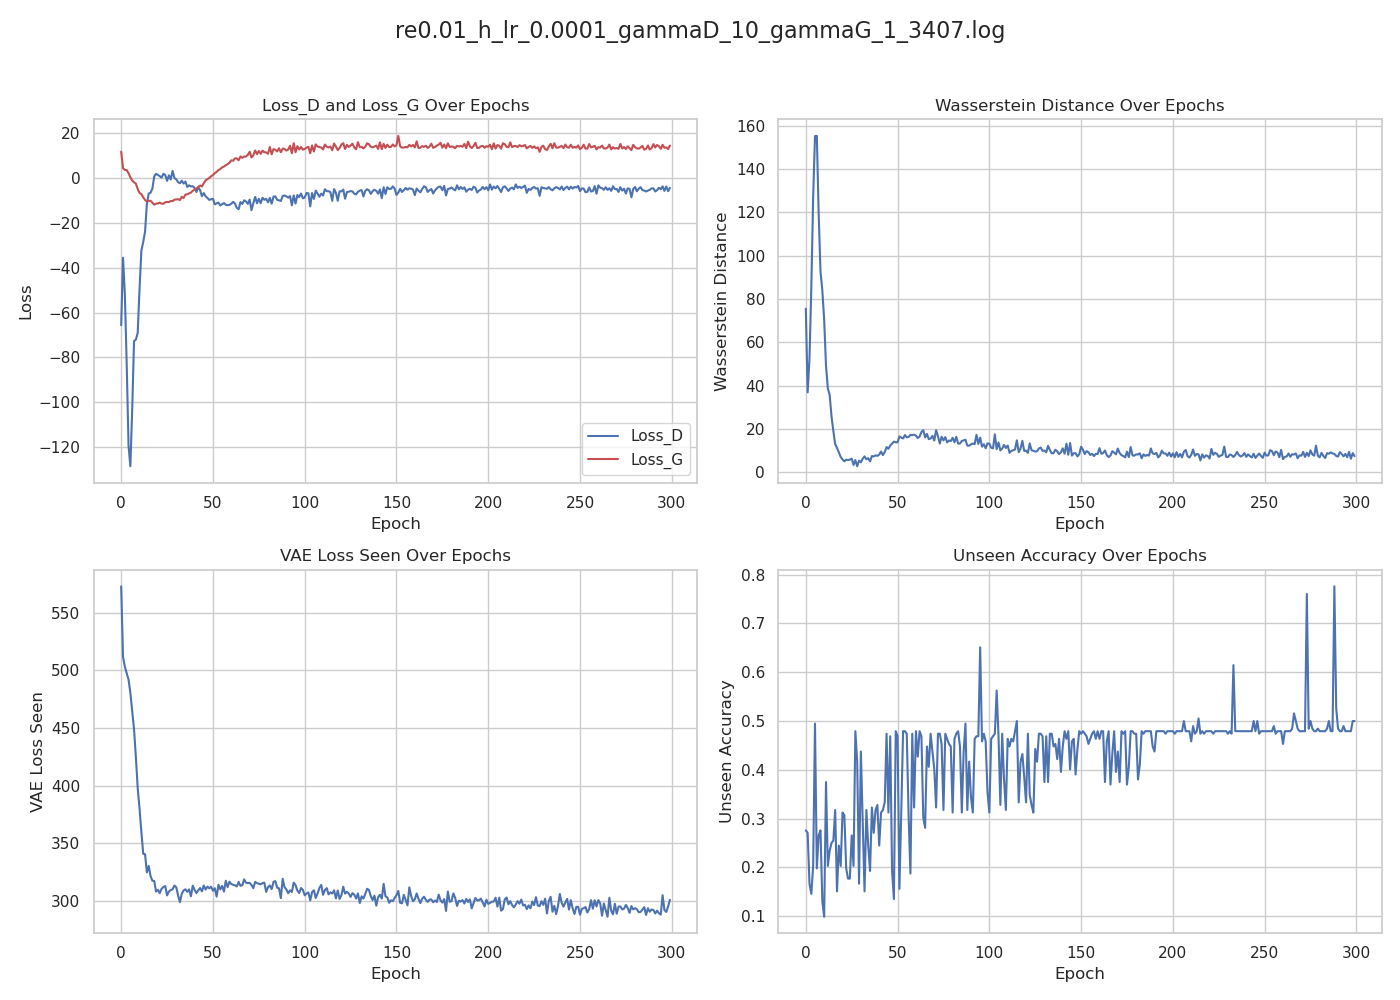 re0.01_h_lr_0.0001_gammaD_10_gammaG_1_3407.log
Loss_D and Loss_G Over Epochs
20
0
−20
−40
−60
−80
−100
−120
Loss
Loss_D
Loss_G
0 50 100 150 200 250 300
Epoch
Wasserstein Distance Over Epochs
160
140
120
100
80
60
40
20
0
Wasserstein Distance
0 50 100 150 200 250 300
Epoch
VAE Loss Seen Over Epochs
550
500
450
400
350
300
VAE Loss Seen
0 50 100 150 200 250 300
Epoch
Unseen Accuracy Over Epochs
0.8
0.7
0.6
0.5
0.4
0.3
0.2
0.1
Unseen Accuracy
0 50 100 150 200 250 300
Epoch